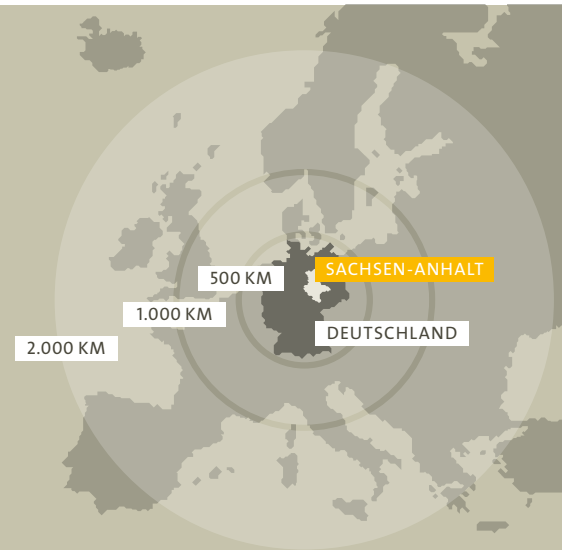 SACHSEN-ANHALT
500 KM
1.000 KM
DEUTSCHLAND
2.000 KM